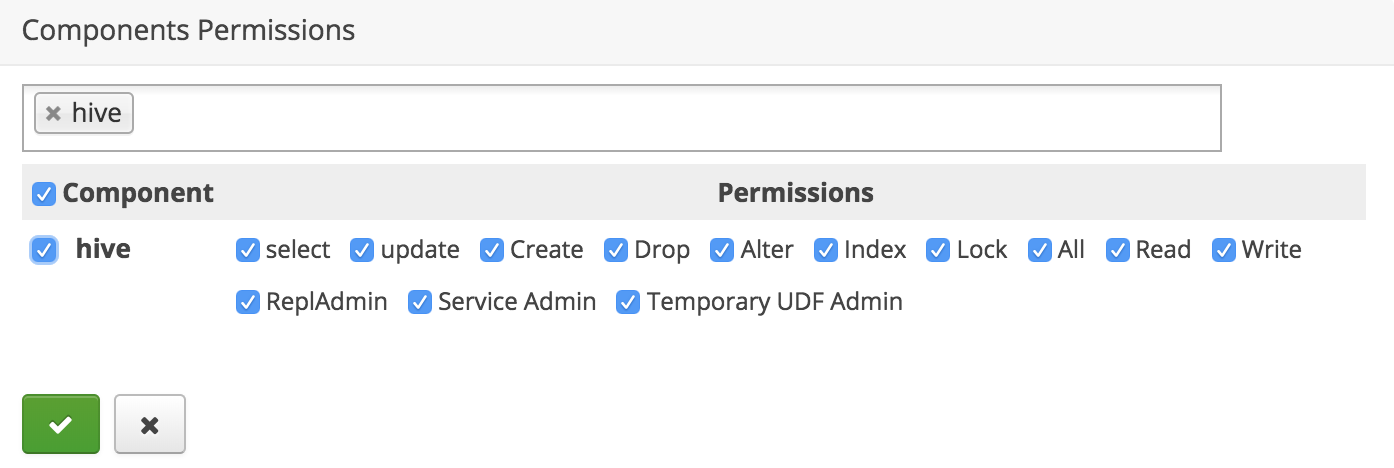 Components Permissions
hive
Component Permissions
hive select update Create Drop Alter Index Lock All Read Write
ReplAdmin Service Admin Temporary UDF Admin